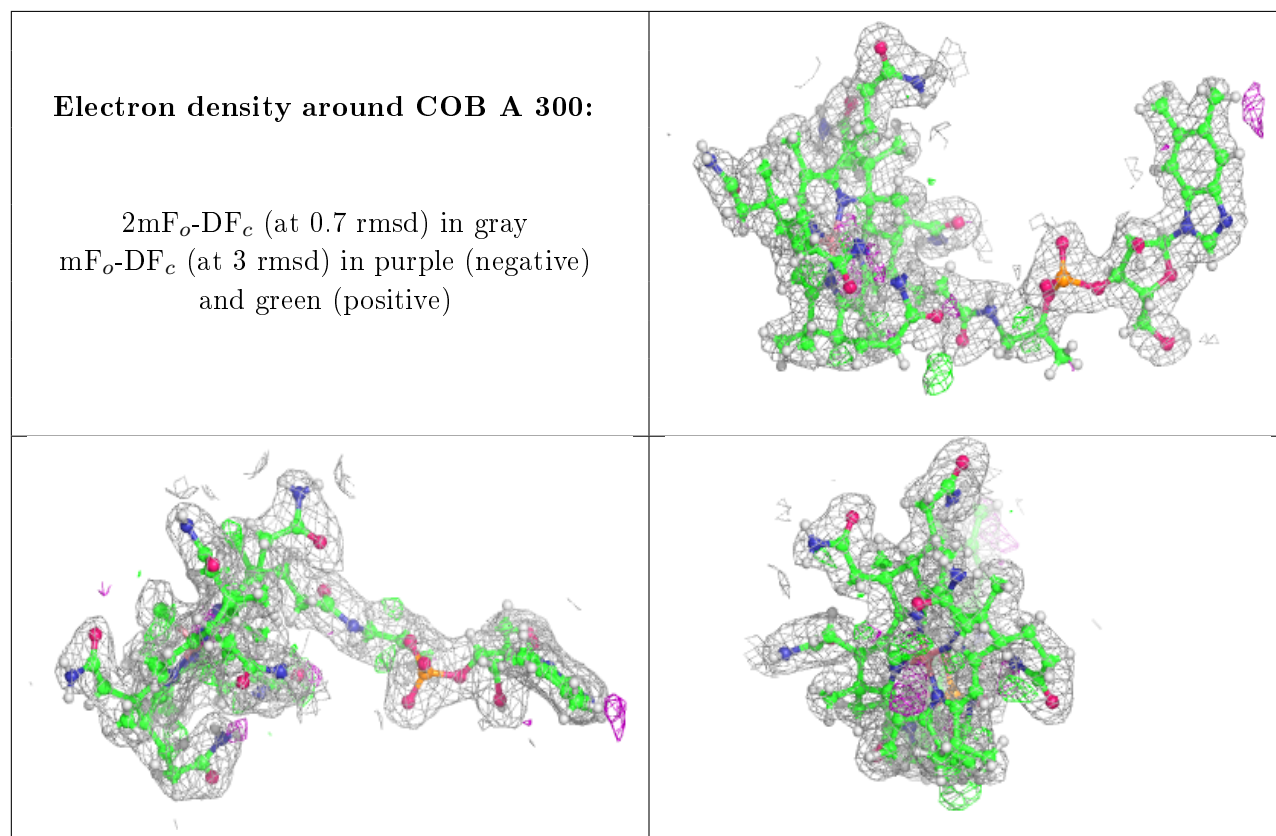 Electron density around COB A 300:
2mFₒ-DF𝒸 (at 0.7 rmsd) in gray
mFₒ-DF𝒸 (at 3 rmsd) in purple (negative)
and green (positive)